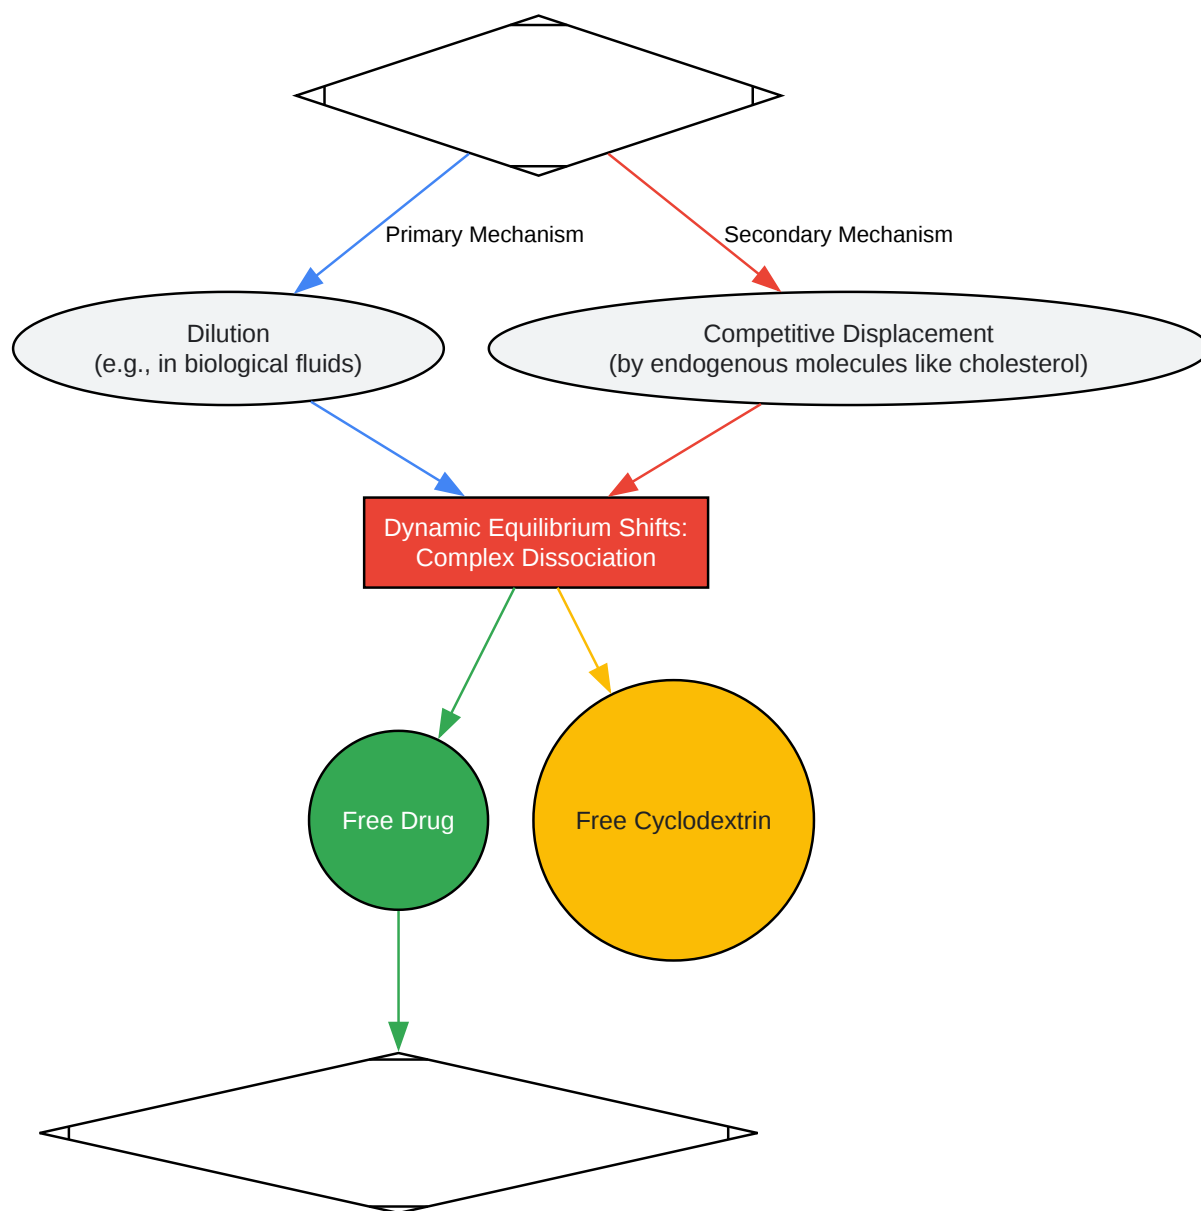 Primary Mechanism
Secondary Mechanism
Dilution
(e.g., in biological fluids)
Competitive Displacement
(by endogenous molecules like cholesterol)
Dynamic Equilibrium Shifts:
Complex Dissociation
Free Drug
Free Cyclodextrin